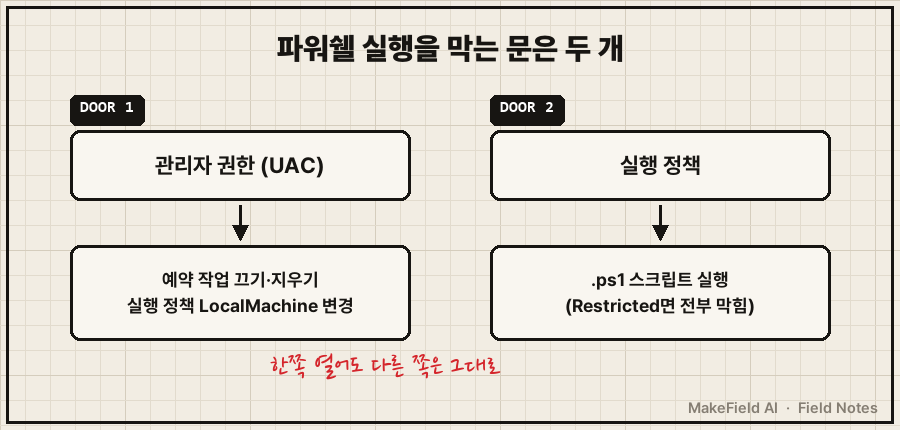 파워쉘 실행을 막는 문은 두 개
DOOR 1
관리자 권한 (UAC)
예약 작업 끄기·지우기
실행 정책 LocalMachine 변경
DOOR 2
실행 정책
.ps1 스크립트 실행
(Restricted면 전부 막힘)
한쪽 열어도 다른 쪽은 그대로
MakeField AI · Field Notes